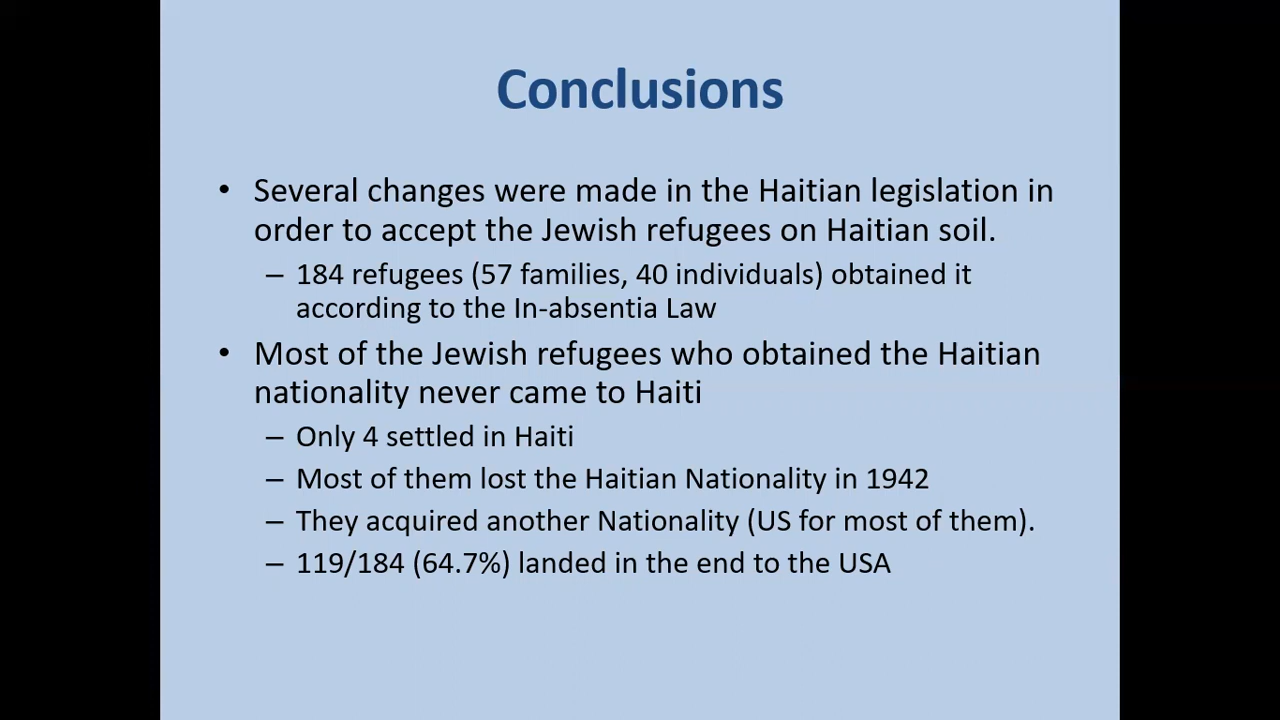 Conclusions
• Several changes were made in the Haitian legislation in
order to accept the Jewish refugees on Haitian soil.
– 184 refugees (57 families, 40 individuals) obtained it
according to the In-absentia Law
• Most of the Jewish refugees who obtained the Haitian
nationality never came to Haiti
– Only 4 settled in Haiti
– Most of them lost the Haitian Nationality in 1942
– They acquired another Nationality (US for most of them).
– 119/184 (64.7%) landed in the end to the USA